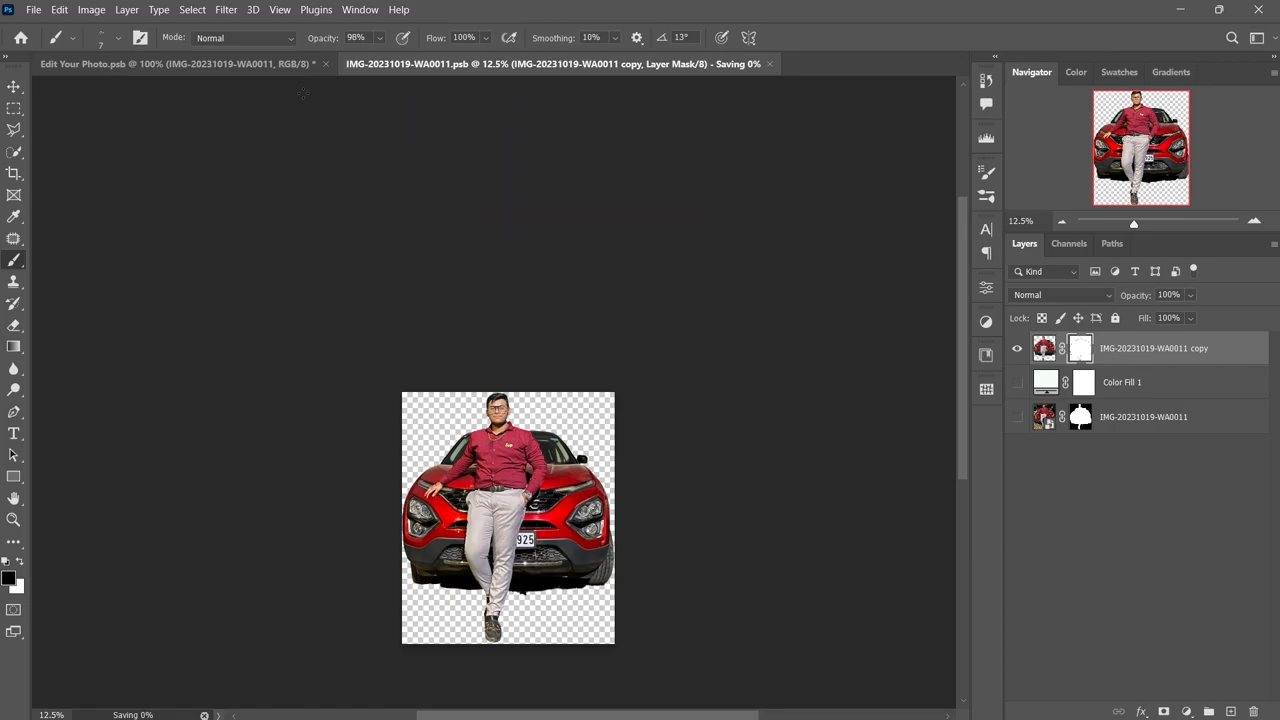 Ps File Edit Image Layer Type Select Filter 3D View Plugins Window Help
7 Mode: Normal Opacity: 98% Flow: 100% Smoothing: 10% 13°
Edit Your Photo.psb @ 100% (IMG-20231019-WA0011, RGB/8) * × IMG-20231019-WA0011.psb @ 12.5% (IMG-20231019-WA0011 copy, Layer Mask/8) - Saving 0% ×
Navigator Color Swatches Gradients
12.5%
Layers Channels Paths
Kind
Normal Opacity: 100%
Lock: Fill: 100%
IMG-20231019-WA0011 copy
Color Fill 1
IMG-20231019-WA0011
925
12.5% Saving 0%